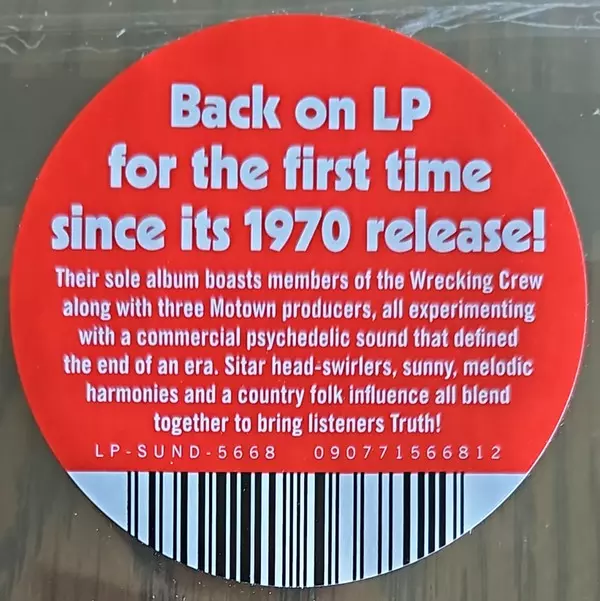 Back on LP
for the first time
since its 1970 release!
Their sole album boasts members of the Wrecking Crew
along with three Motown producers, all experimenting
with a commercial psychedelic sound that defined
the end of an era. Sitar head-swirlers, sunny, melodic
harmonies and a country folk influence all blend
together to bring listeners Truth!
LP-SUND-5668 090771566812